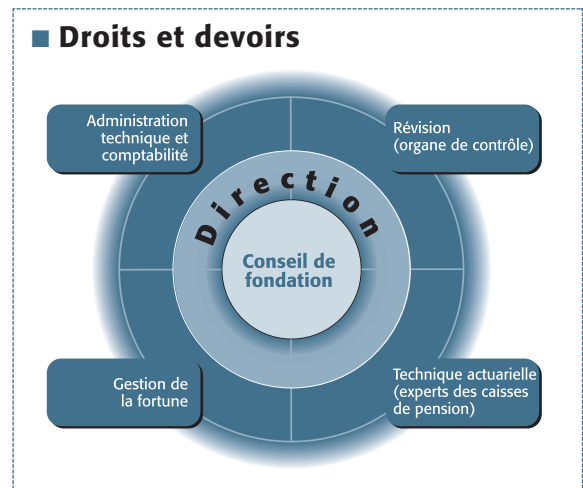 Droits et devoirs
Administration
technique et
comptabilité
Révision
(organe de contrôle)
Direction
Conseil de
fondation
Gestion de
la fortune
Technique actuarielle
(experts des caisses
de pension)